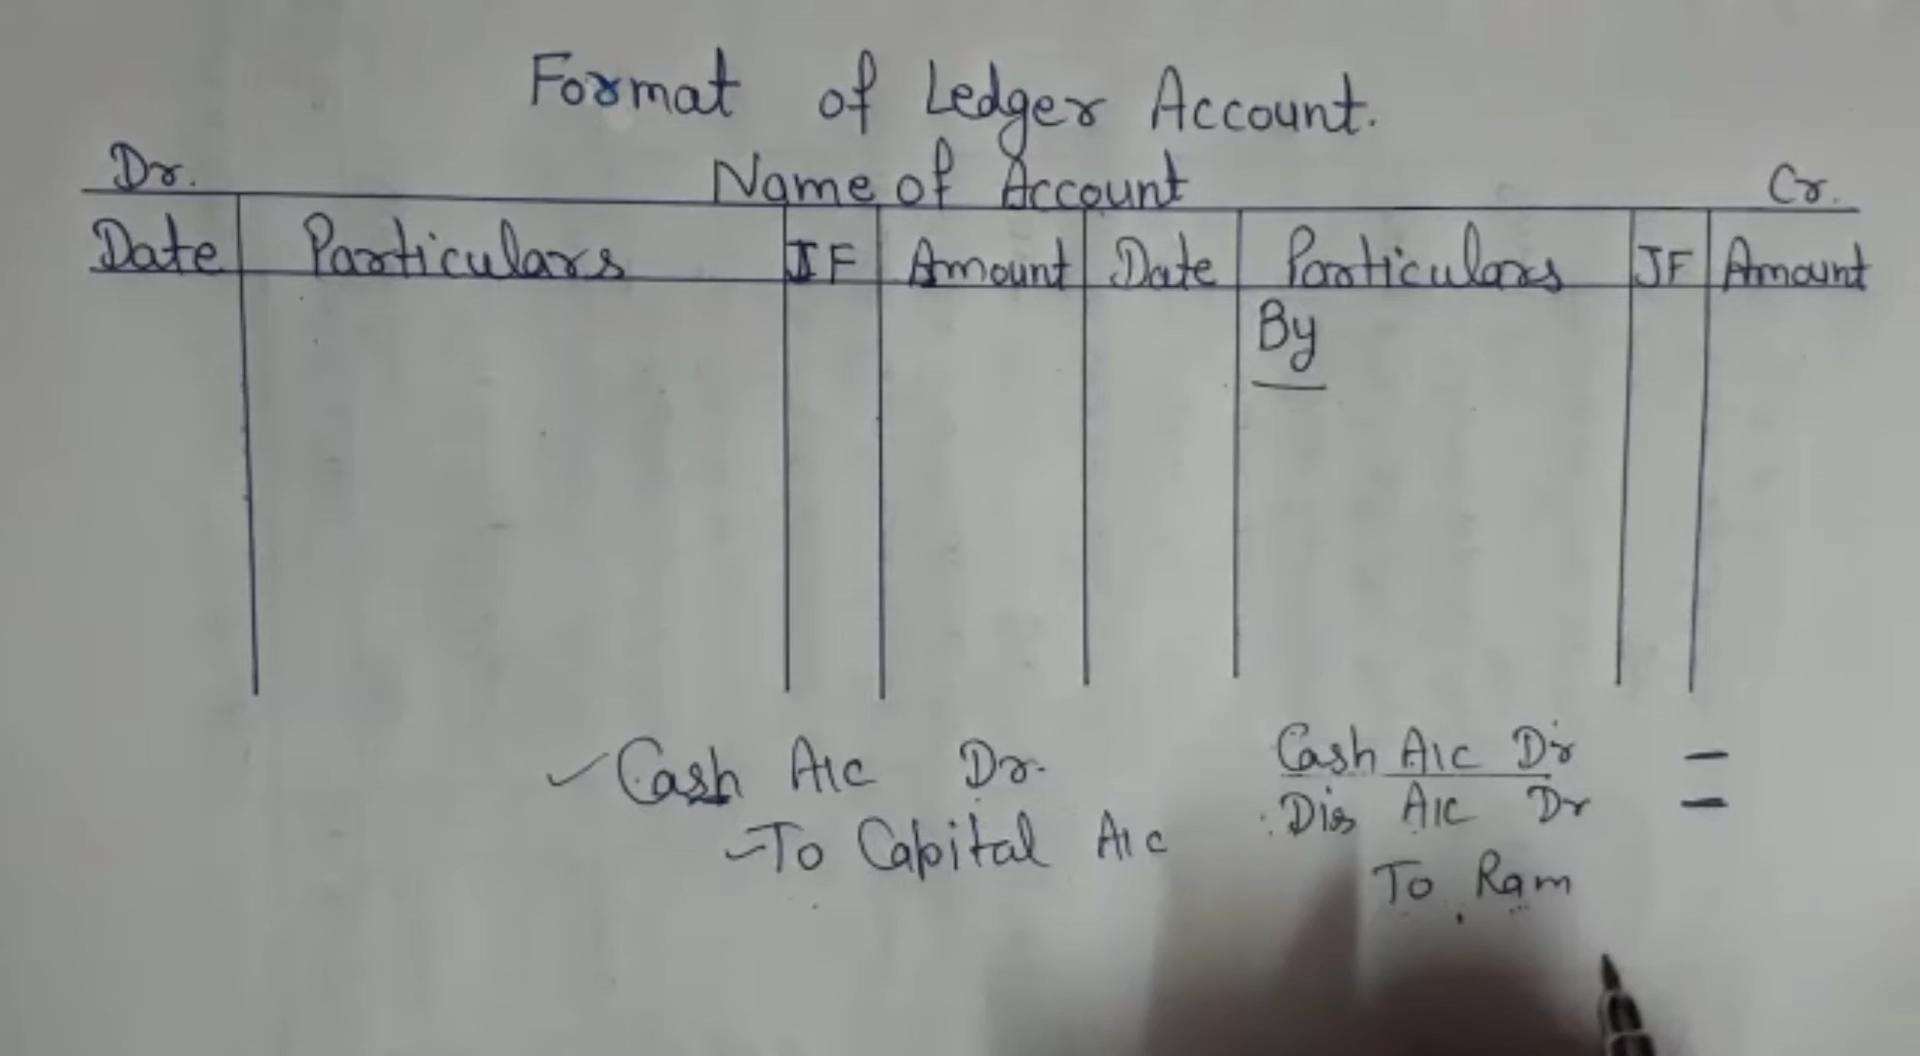 Format of Ledger Account.
Dr. Name of Account Cr.
Date Particulars JF Amount Date Particulars JF Amount
By
Cash A/c Dr.
To Capital A/c
Cash A/c Dr
Dis A/c Dr
To Ram